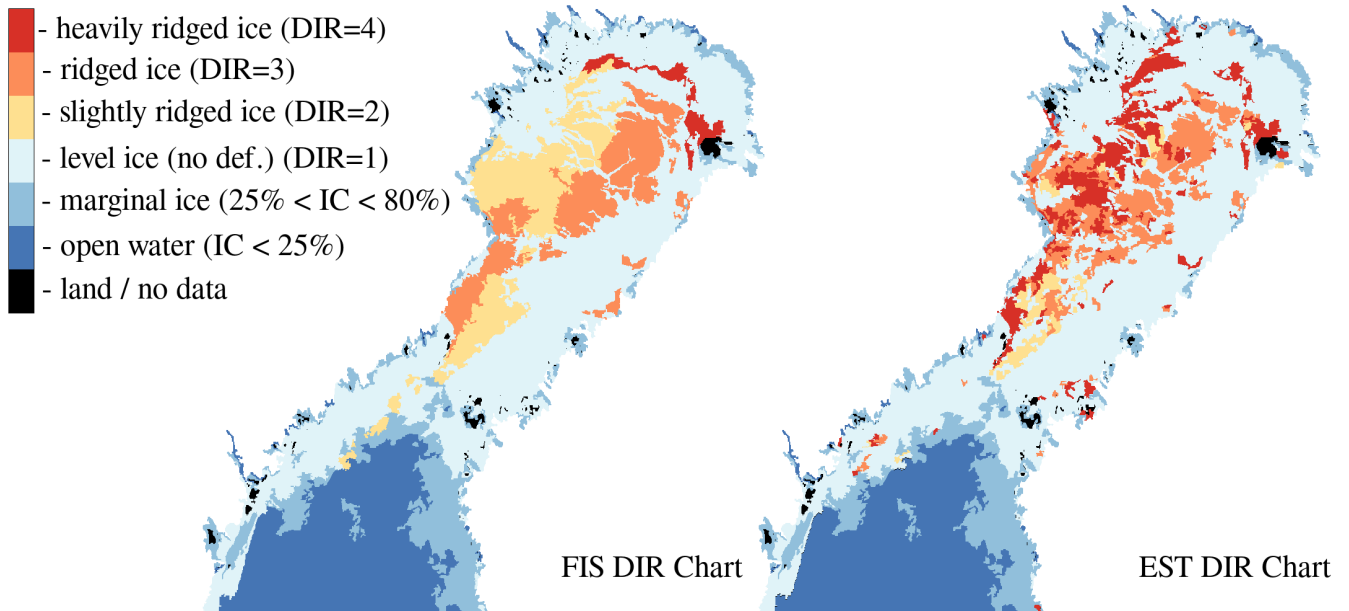 - heavily ridged ice (DIR=4)
- ridged ice (DIR=3)
- slightly ridged ice (DIR=2)
- level ice (no def.) (DIR=1)
- marginal ice (25% < IC < 80%)
- open water (IC < 25%)
- land / no data
FIS DIR Chart
EST DIR Chart